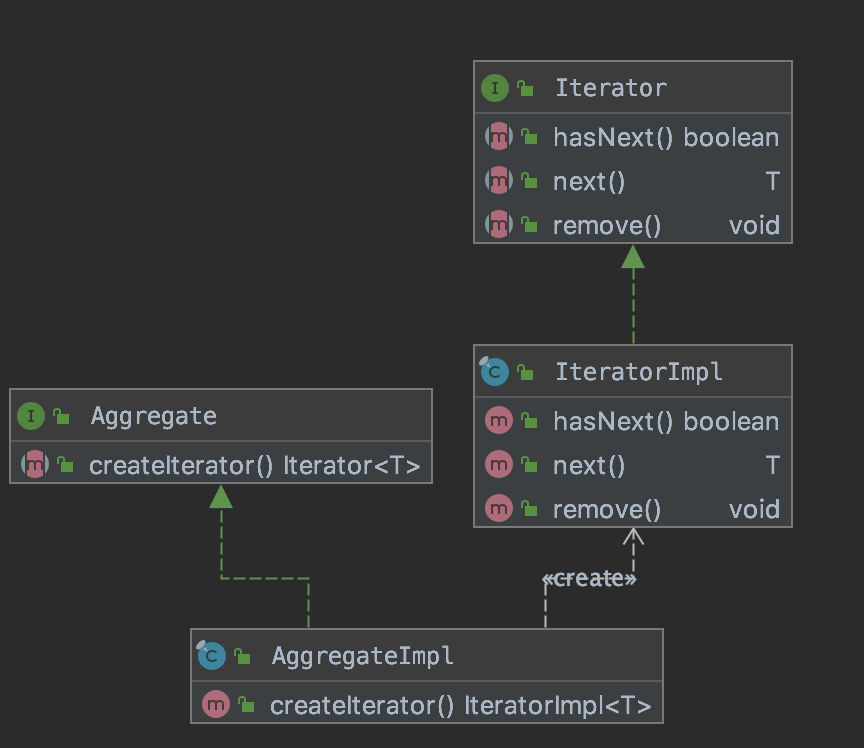 Iterator
hasNext() boolean
next() T
remove() void
IteratorImpl
hasNext() boolean
next() T
remove() void
Aggregate
createIterator() Iterator<T>
«create»
AggregateImpl
createIterator() IteratorImpl<T>